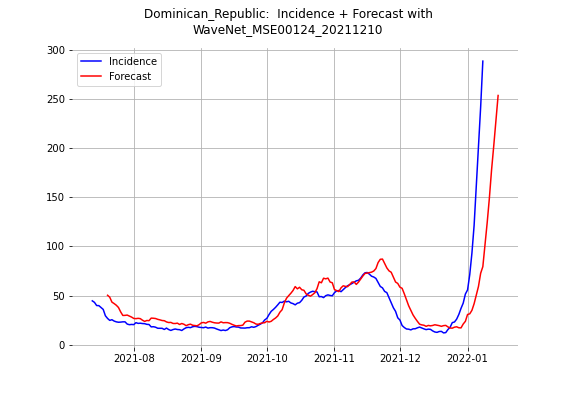 Dominican_Republic:  Incidence + Forecast with
WaveNet_MSE00124_20211210
Incidence
Forecast
300
250
200
150
100
50
0
2021-08 2021-09 2021-10 2021-11 2021-12 2022-01